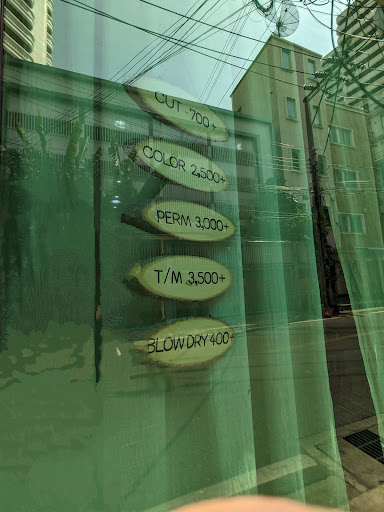 CUT -700+
COLOR 2,500+
PERM 3,000+
T/M 3,500+
BLOW DRY 400+